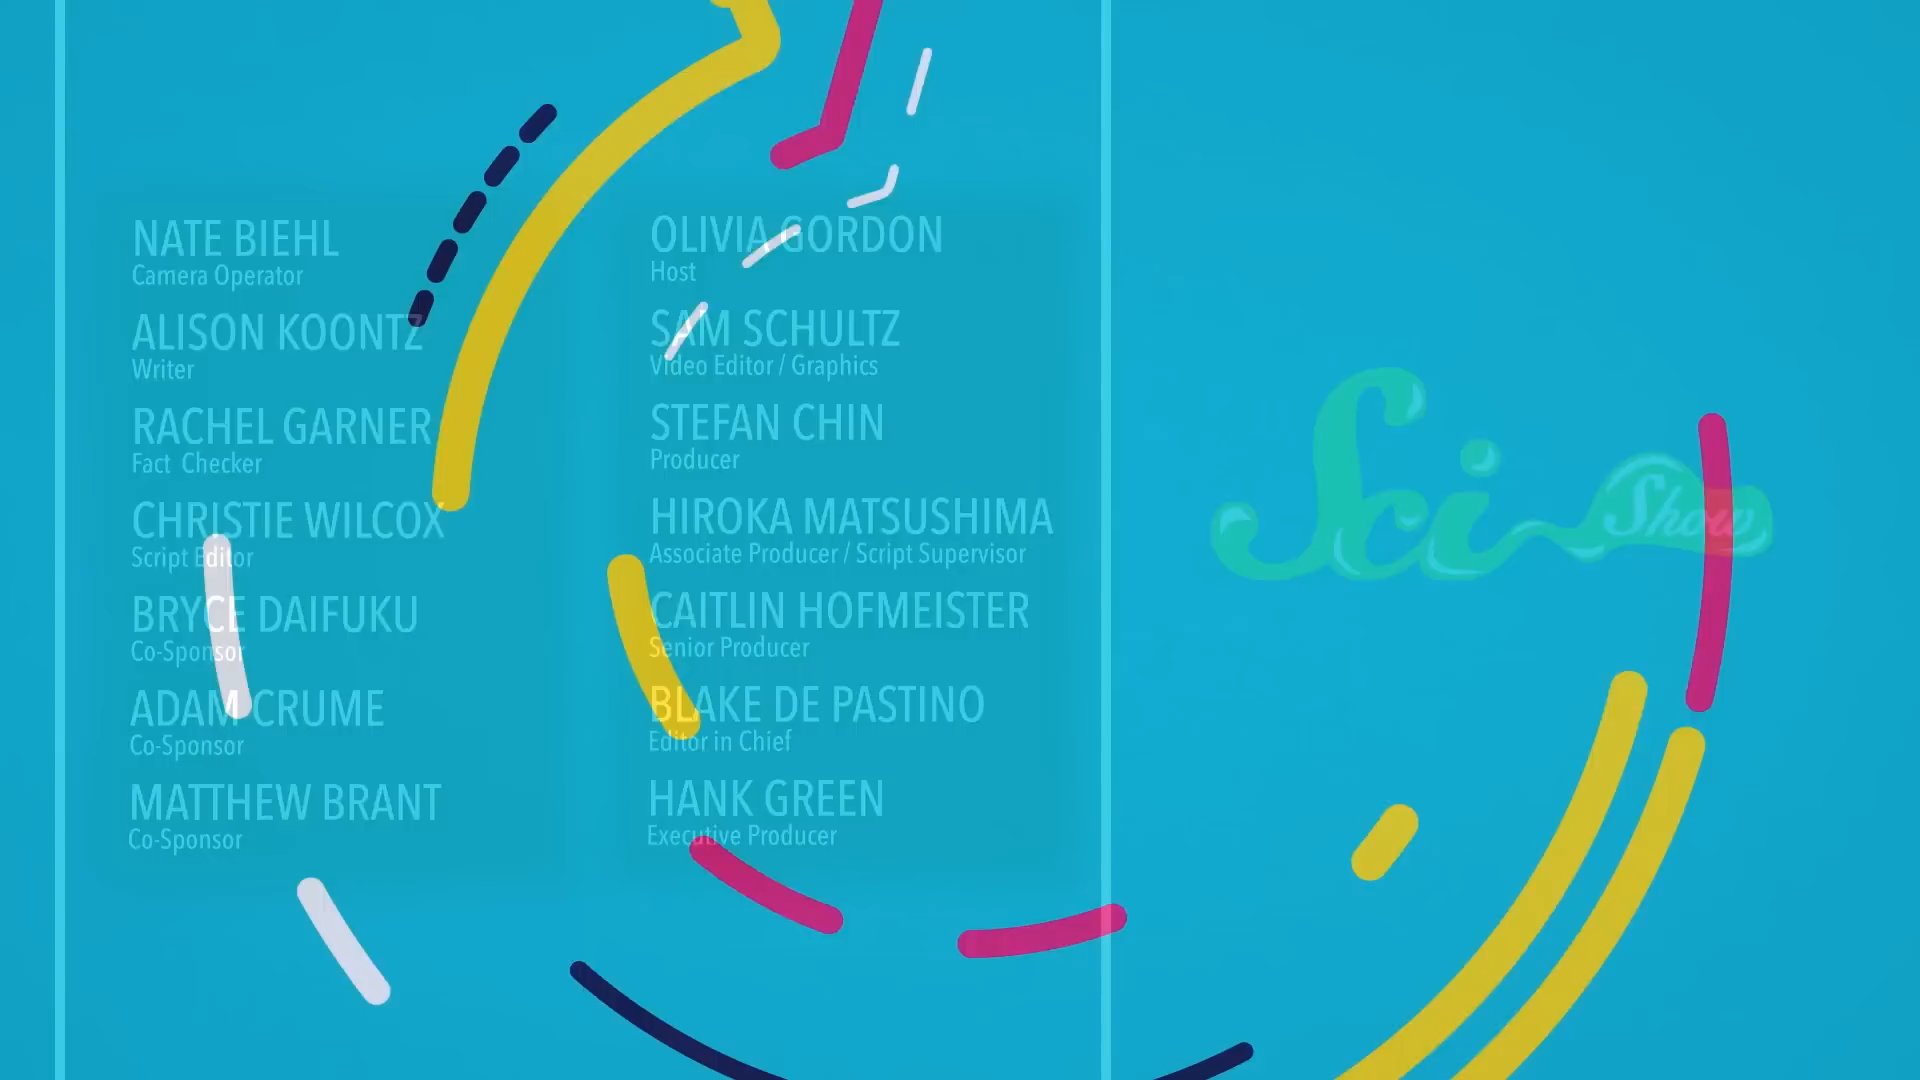 NATE BIEHL
Camera Operator
ALISON KOONTZ
Writer
RACHEL GARNER
Fact Checker
CHRISTIE WILCOX
Script Editor
BRYCE DAIFUKU
Co-Sponsor
ADAM CRUME
Co-Sponsor
MATTHEW BRANT
Co-Sponsor
OLIVIA GORDON
Host
SAM SCHULTZ
Video Editor / Graphics
STEFAN CHIN
Producer
HIROKA MATSUSHIMA
Associate Producer / Script Supervisor
CAITLIN HOFMEISTER
Senior Producer
BLAKE DE PASTINO
Editor in Chief
HANK GREEN
Executive Producer
Sci Show